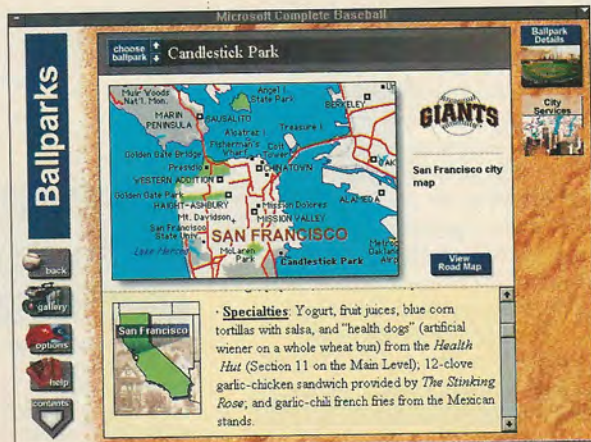 Microsoft Complete Baseball
Ballparks
choose ballpark
Candlestick Park
Ballpark Details
City Services
Muir Woods Nat'l. Mon.
Angel I. State Park
MARIN PENINSULA
SAUSALITO
BERKELEY
Alcatraz I.
Treasure I.
Fisherman's Wharf
Coit Tower
Golden Gate Bridge
Presidio
CHINATOWN
WESTERN ADDITION
Golden Gate Park
HAIGHT-ASHBURY
Mission Dolores
ALAMEDA
Mt. Davidson
MISSION VALLEY
San Francisco State Univ.
SAN FRANCISCO
Lake Merced
McLaren Park
Candlestick Park
GIANTS
San Francisco city map
View Road Map
back
gallery
options
help
contents
San Francisco
· Specialties: Yogurt, fruit juices, blue corn
tortillas with salsa, and "health dogs" (artificial
wiener on a whole wheat bun) from the Health
Hut (Section 11 on the Main Level); 12-clove
garlic-chicken sandwich provided by The Stinking
Rose; and garlic-chili french fries from the Mexican
stands.